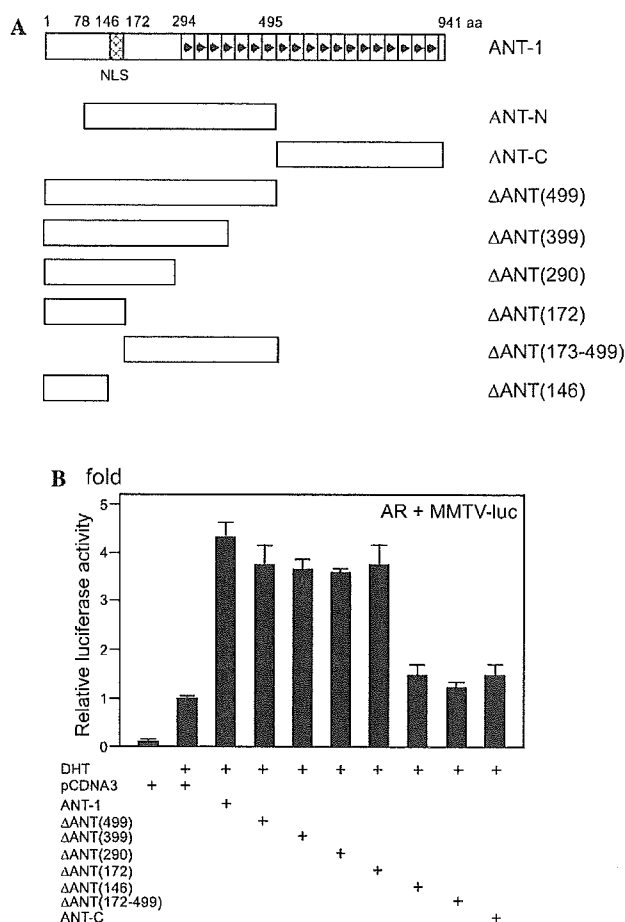 A
1 78 146 172 294 495 941 aa
ANT-1
NLS
ANT-N
ANT-C
ΔANT(499)
ΔANT(399)
ΔANT(290)
ΔANT(172)
ΔANT(173-499)
ΔANT(146)
B fold
AR + MMTV-luc
Relative luciferase activity
5
4
3
2
1
0
DHT + + + + + + + + +
pCDNA3 + +
ANT-1 +
ΔANT(499) +
ΔANT(399) +
ΔANT(290) +
ΔANT(172) +
ΔANT(146) +
ΔANT(172-499) +
ANT-C +